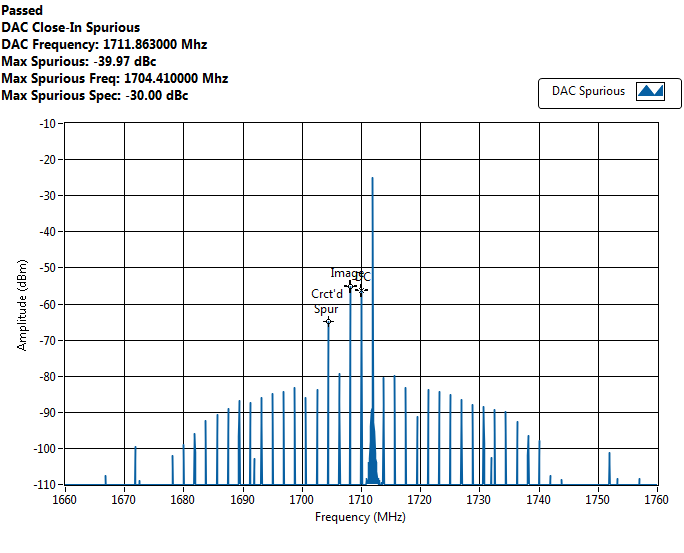 Passed
DAC Close-In Spurious
DAC Frequency: 1711.863000 Mhz
Max Spurious: -39.97 dBc
Max Spurious Freq: 1704.410000 Mhz
Max Spurious Spec: -30.00 dBc
DAC Spurious
-10
-20
-30
-40
-50
-60
-70
-80
-90
-100
-110
Amplitude (dBm)
Image
DC
Crct'd
Spur
1660 1670 1680 1690 1700 1710 1720 1730 1740 1750 1760
Frequency (MHz)